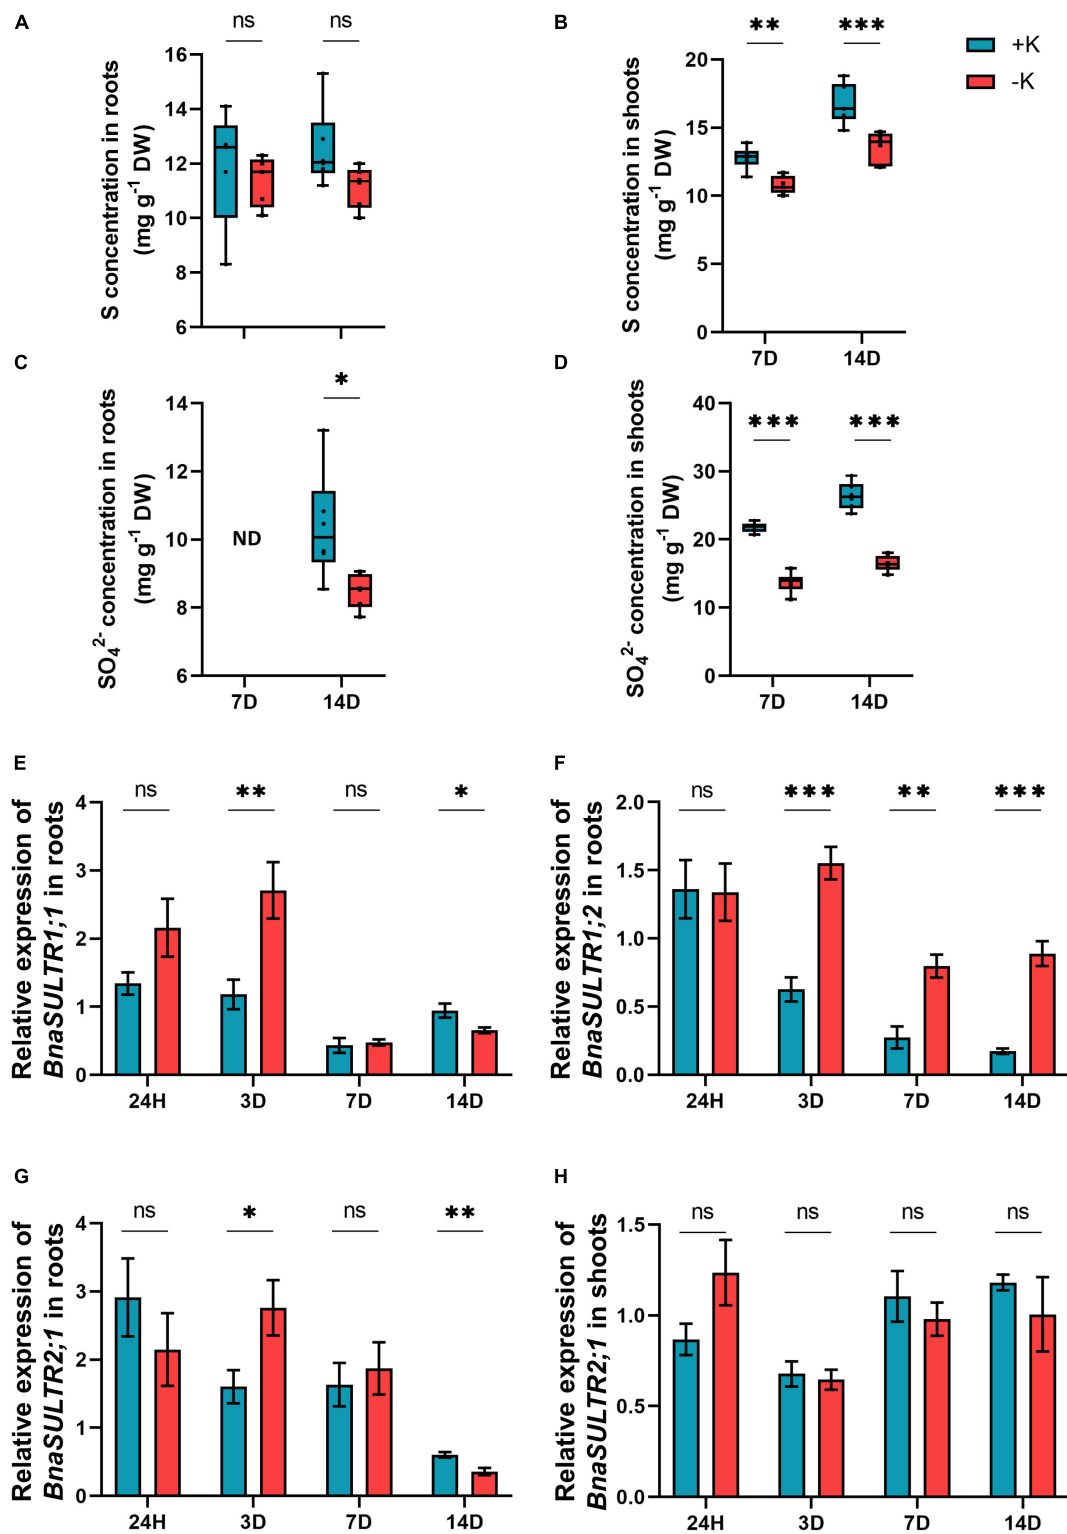 A
ns
ns
S concentration in roots
(mg g⁻¹ DW)
16
14
12
10
8
6
B
**
***
+K
-K
S concentration in shoots
(mg g⁻¹ DW)
20
15
10
5
0
7D
14D
C
*
SO₄²⁻ concentration in roots
(mg g⁻¹ DW)
14
12
10
8
6
ND
7D
14D
D
***
***
SO₄²⁻ concentration in shoots
(mg g⁻¹ DW)
40
30
20
10
0
7D
14D
E
ns
**
ns
*
Relative expression of
BnaSULTR1;1 in roots
4
3
2
1
0
24H
3D
7D
14D
F
ns
***
**
***
Relative expression of
BnaSULTR1;2 in roots
2.0
1.5
1.0
0.5
0.0
24H
3D
7D
14D
G
ns
*
ns
**
Relative expression of
BnaSULTR2;1 in roots
4
3
2
1
0
24H
3D
7D
14D
H
ns
ns
ns
ns
Relative expression of
BnaSULTR2;1 in shoots
1.5
1.0
0.5
0.0
24H
3D
7D
14D